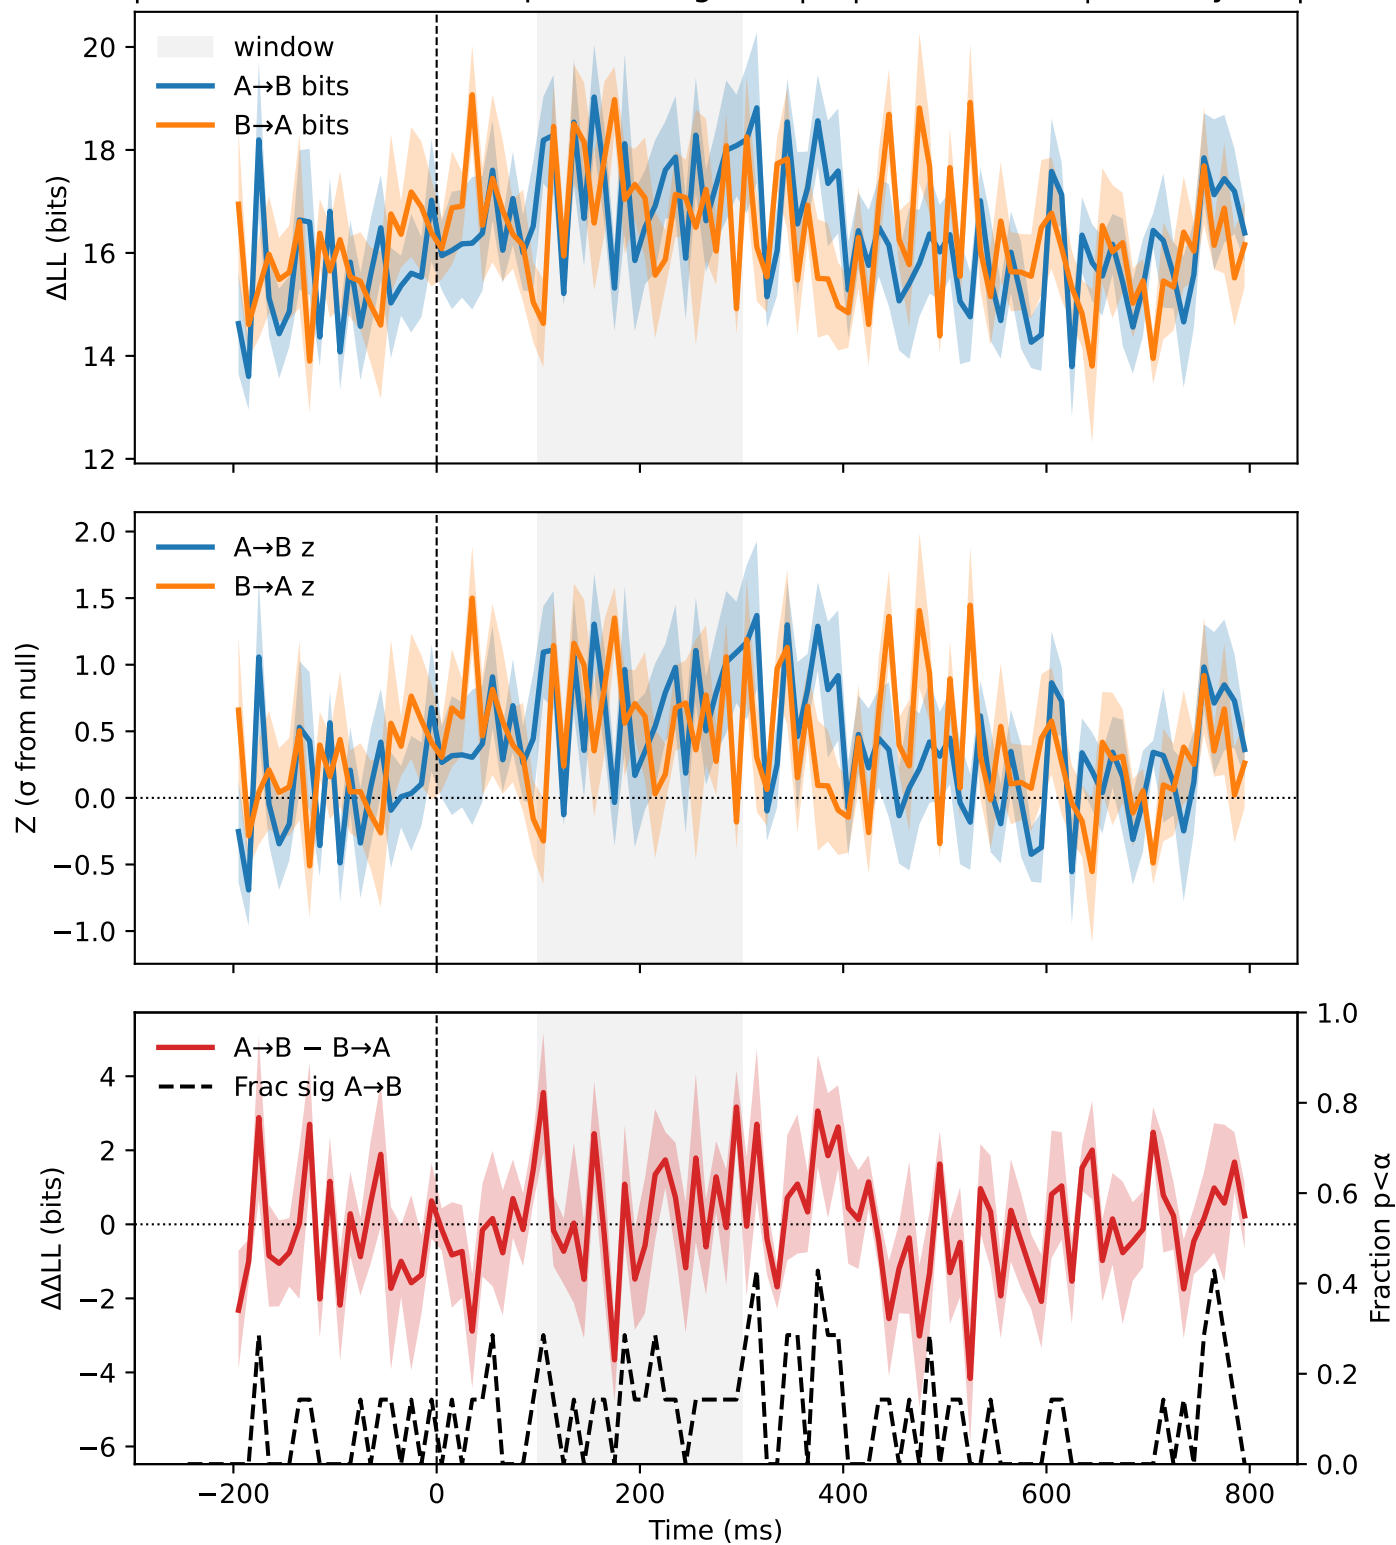 20
18
16
14
12
ΔLL (bits)
window
A→B bits
B→A bits
2.0
1.5
1.0
0.5
0.0
−0.5
−1.0
Z (σ from null)
A→B z
B→A z
4
2
0
−2
−4
−6
ΔΔLL (bits)
A→B − B→A
Frac sig A→B
1.0
0.8
0.6
0.4
0.2
0.0
Fraction p<α
−200 0 200 400 600 800
Time (ms)